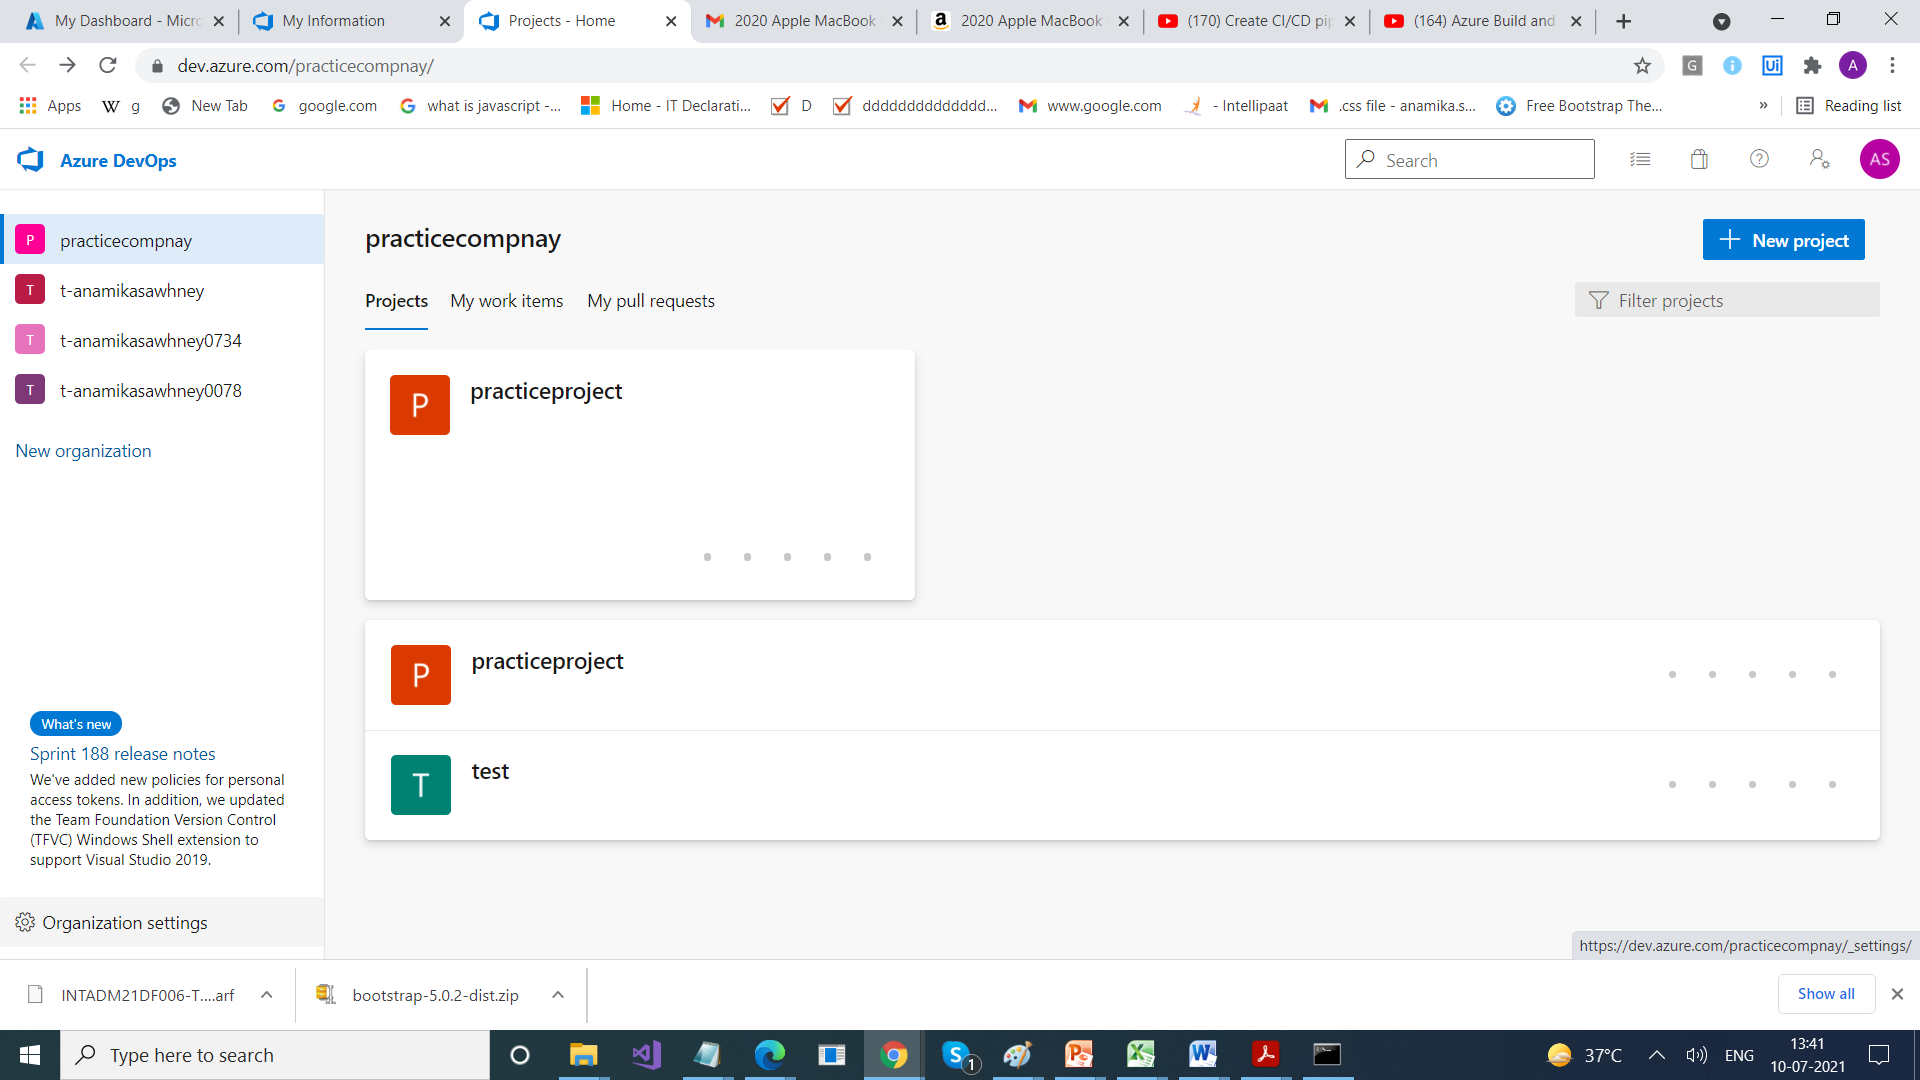 My Dashboard - Micro
My Information
Projects - Home
2020 Apple MacBook
2020 Apple MacBook
(170) Create CI/CD pip
(164) Azure Build and
dev.azure.com/practicecompnay/
G
Ui
A
Apps
W g
New Tab
google.com
what is javascript -...
Home - IT Declarati...
D
dddddddddddddd...
www.google.com
- Intellipaat
.css file - anamika.s...
Free Bootstrap The...
»
Reading list
Azure DevOps
Search
AS
P practicecompnay
T t-anamikasawhney
T t-anamikasawhney0734
T t-anamikasawhney0078
New organization
What's new
Sprint 188 release notes
We've added new policies for personal
access tokens. In addition, we updated
the Team Foundation Version Control
(TFVC) Windows Shell extension to
support Visual Studio 2019.
Organization settings
practicecompnay
New project
Projects My work items My pull requests
Filter projects
P practiceproject
P practiceproject
T test
https://dev.azure.com/practicecompnay/_settings/
INTADM21DF006-T....arf
bootstrap-5.0.2-dist.zip
Show all
Type here to search
1
37°C
ENG
13:41
10-07-2021